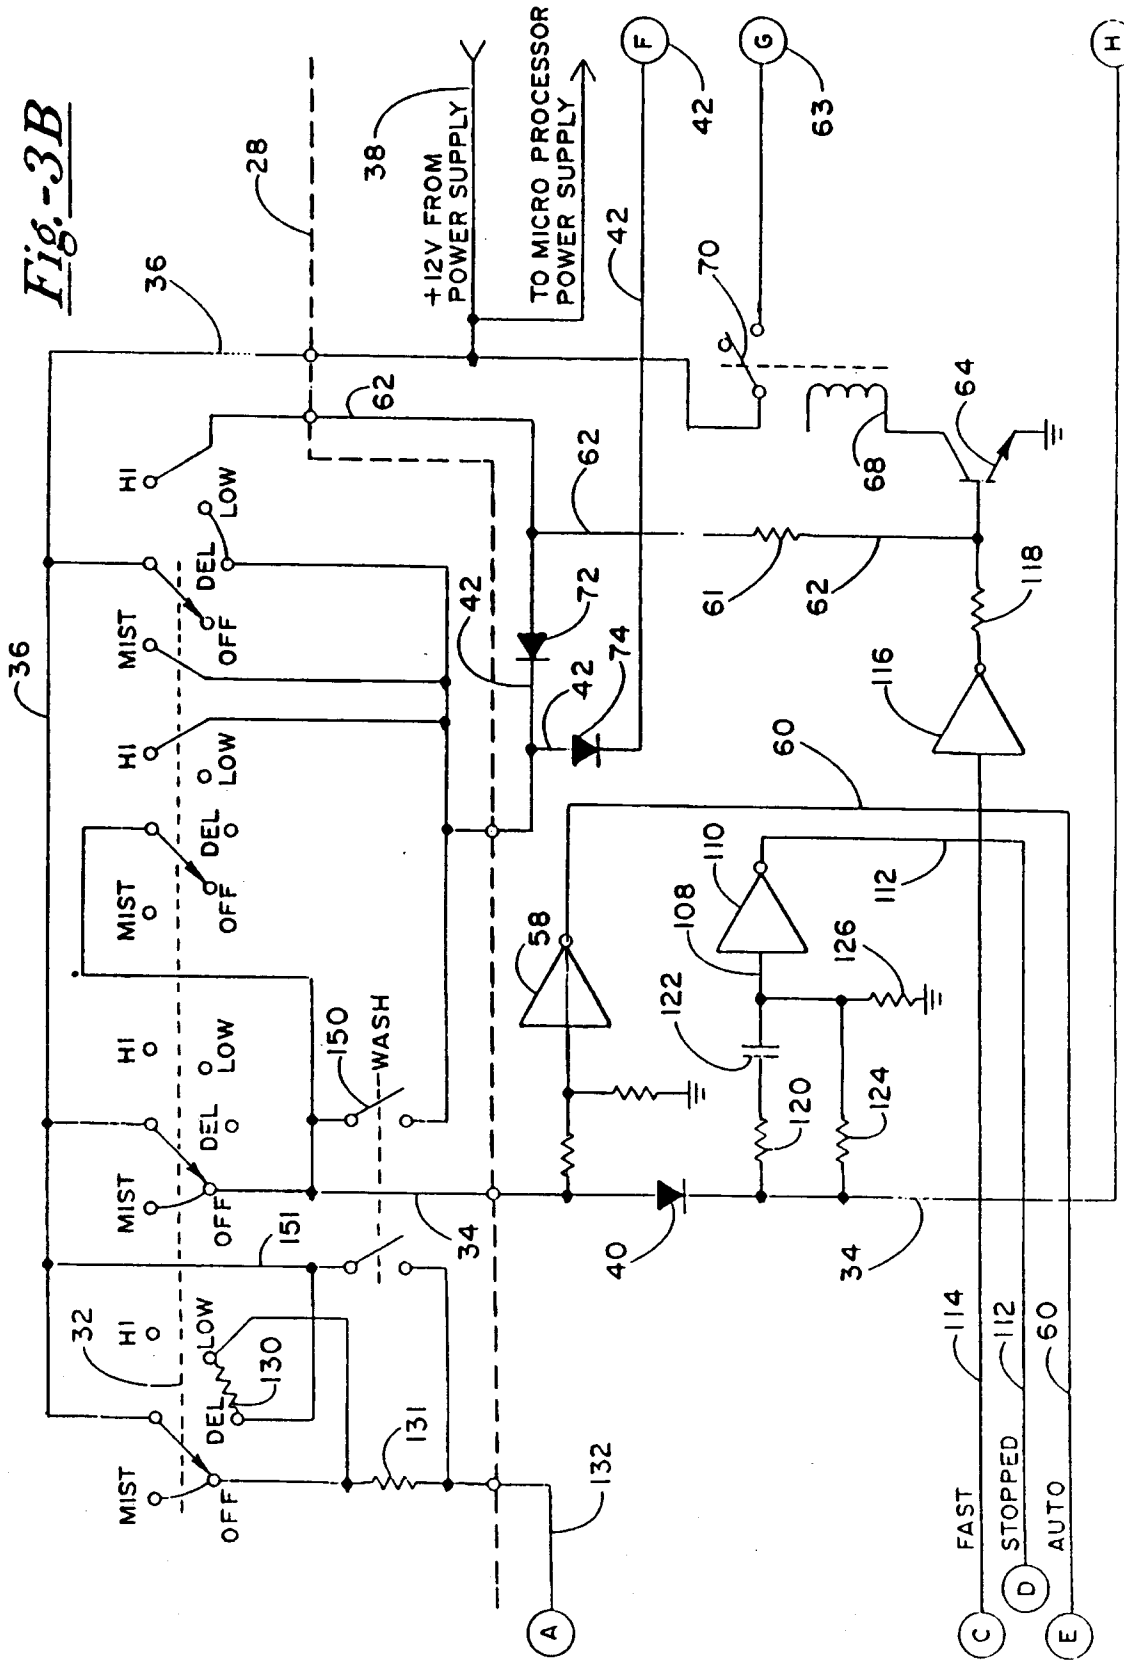 Fig.-3B
36
36
28
38
+12V FROM
POWER SUPPLY
TO MICRO PROCESSOR
POWER SUPPLY
F
42
42
G
63
70
H
32
MIST
OFF
DEL
LOW
HI
130
131
151
MIST
OFF
DEL
LOW
HI
150
WASH
MIST
OFF
DEL
LOW
HI
MIST
OFF
DEL
LOW
HI
62
62
61
62
64
68
72
42
42
74
34
40
34
58
60
108
110
112
122
120
124
126
116
118
132
A
C
FAST
114
D
STOPPED
112
E
AUTO
60